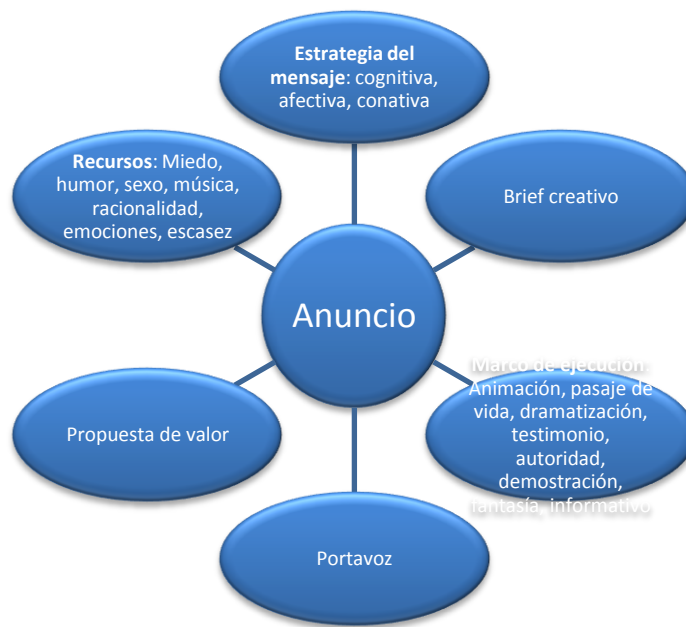 Estrategia del
mensaje: cognitiva,
afectiva, conativa
Recursos: Miedo,
humor, sexo, música,
racionalidad,
emociones, escasez
Brief creativo
Anuncio
Marco de ejecución:
Animación, pasaje de
vida, dramatización,
testimonio,
autoridad,
demostración,
fantasía, informativo
Propuesta de valor
Portavoz